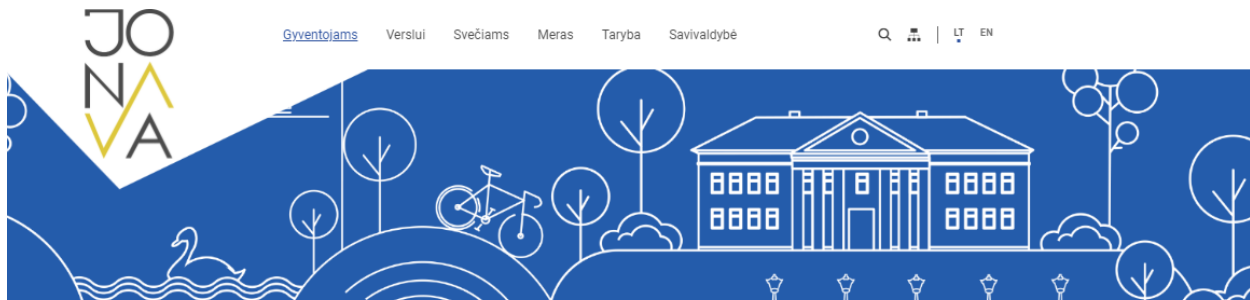 JO
NA
VA
Gyventojams Verslui Svečiams Meras Taryba Savivaldybė LT EN